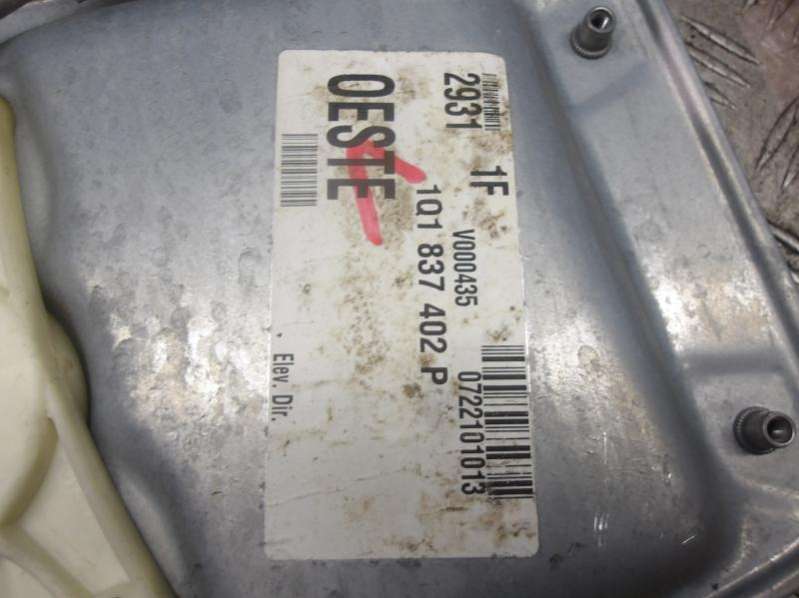 2931 1F
V000435 0722101013
1Q1 837 402 P
OESTE
Elev. Dir.